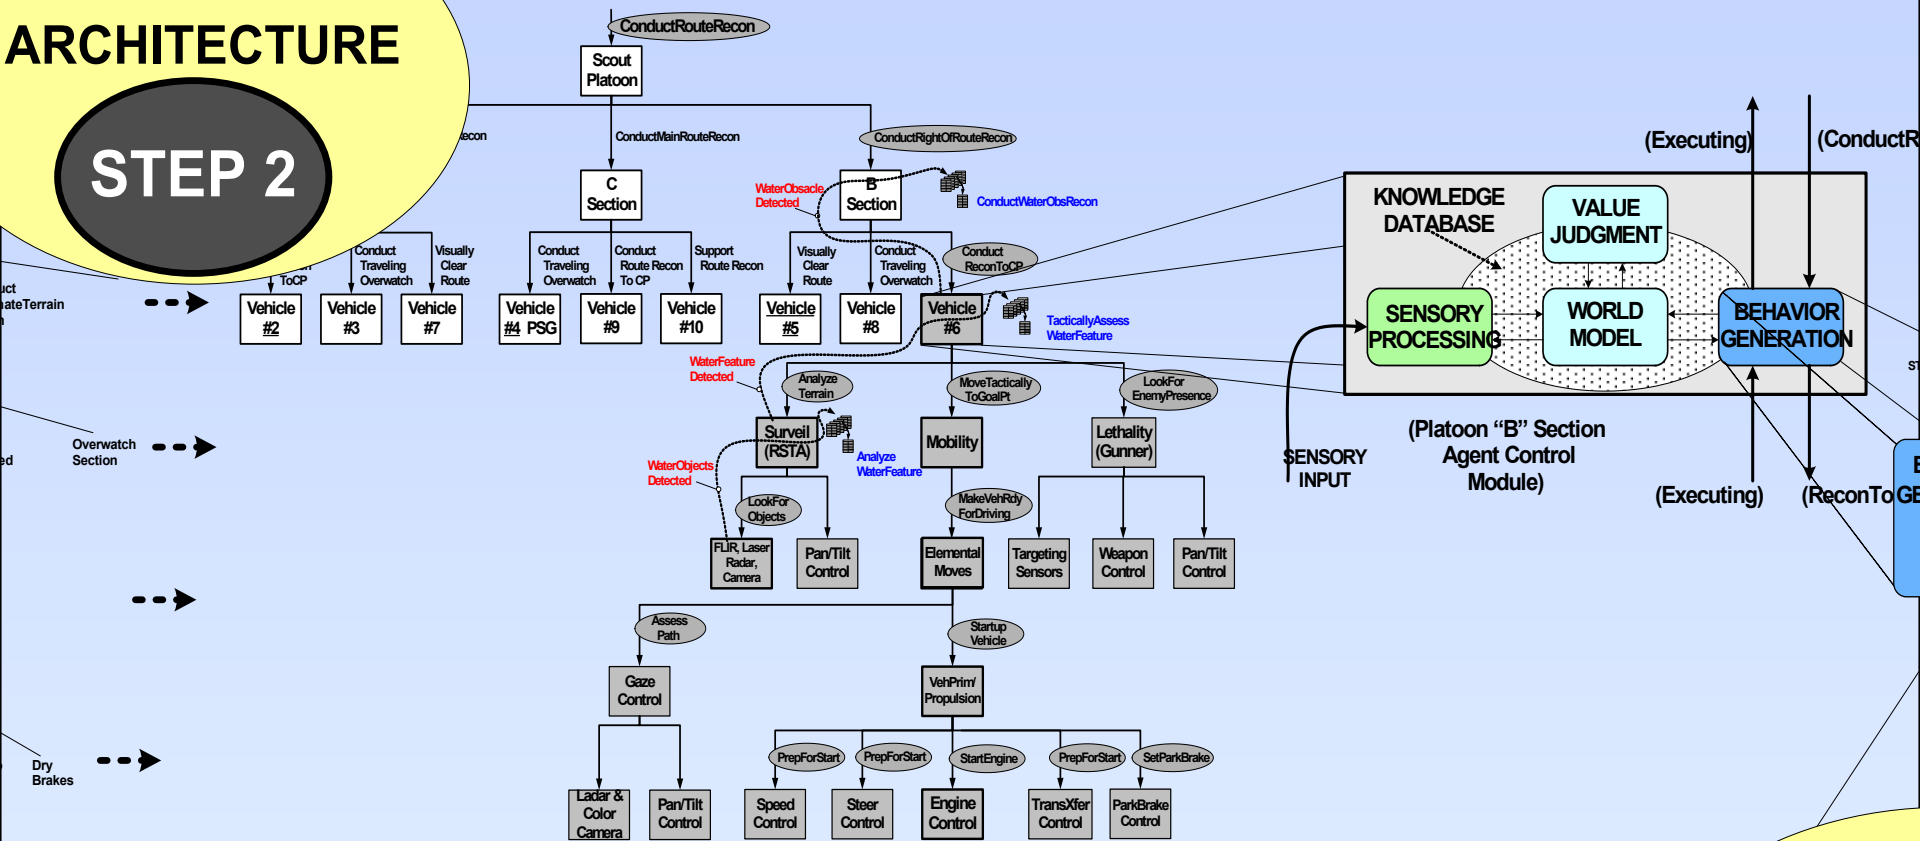 ARCHITECTURE
STEP 2
ConductRouteRecon
Scout
Platoon
econ
ConductMainRouteRecon
ConductRightOfRouteRecon
C
Section
B
Section
WaterObsacle
Detected
ConductWaterObsRecon
ToCP
Conduct
Traveling
Overwatch
Visually
Clear
Route
Conduct
Traveling
Overwatch
Conduct
Route Recon
To CP
Support
Route Recon
Visually
Clear
Route
Conduct
Traveling
Overwatch
Conduct
ReconToCP
Vehicle
#2
Vehicle
#3
Vehicle
#7
Vehicle
#4 PSG
Vehicle
#9
Vehicle
#10
Vehicle
#5
Vehicle
#8
Vehicle
#6
TacticallyAssess
WaterFeature
WaterFeature
Detected
Analyze
Terrain
MoveTactically
ToGoalPt
LookFor
EnemyPresence
Surveil
(RSTA)
Mobility
Lethality
(Gunner)
Analyze
WaterFeature
WaterObjects
Detected
LookFor
Objects
MakeVehRdy
ForDriving
FLIR, Laser
Radar,
Camera
Pan/Tilt
Control
Elemental
Moves
Targeting
Sensors
Weapon
Control
Pan/Tilt
Control
Assess
Path
Startup
Vehicle
Gaze
Control
VehPrim/
Propulsion
PrepForStart
PrepForStart
StartEngine
PrepForStart
SetParkBrake
Ladar &
Color
Camera
Pan/Tilt
Control
Speed
Control
Steer
Control
Engine
Control
TransXfer
Control
ParkBrake
Control
uct
nateTerrain
n
ed
Overwatch
Section
Dry
Brakes
(Executing)
(ConductR
KNOWLEDGE
DATABASE
VALUE
JUDGMENT
SENSORY
PROCESSING
WORLD
MODEL
BEHAVIOR
GENERATION
SENSORY
INPUT
(Platoon “B” Section
Agent Control
Module)
(Executing)
(ReconTo
ST
E
GE